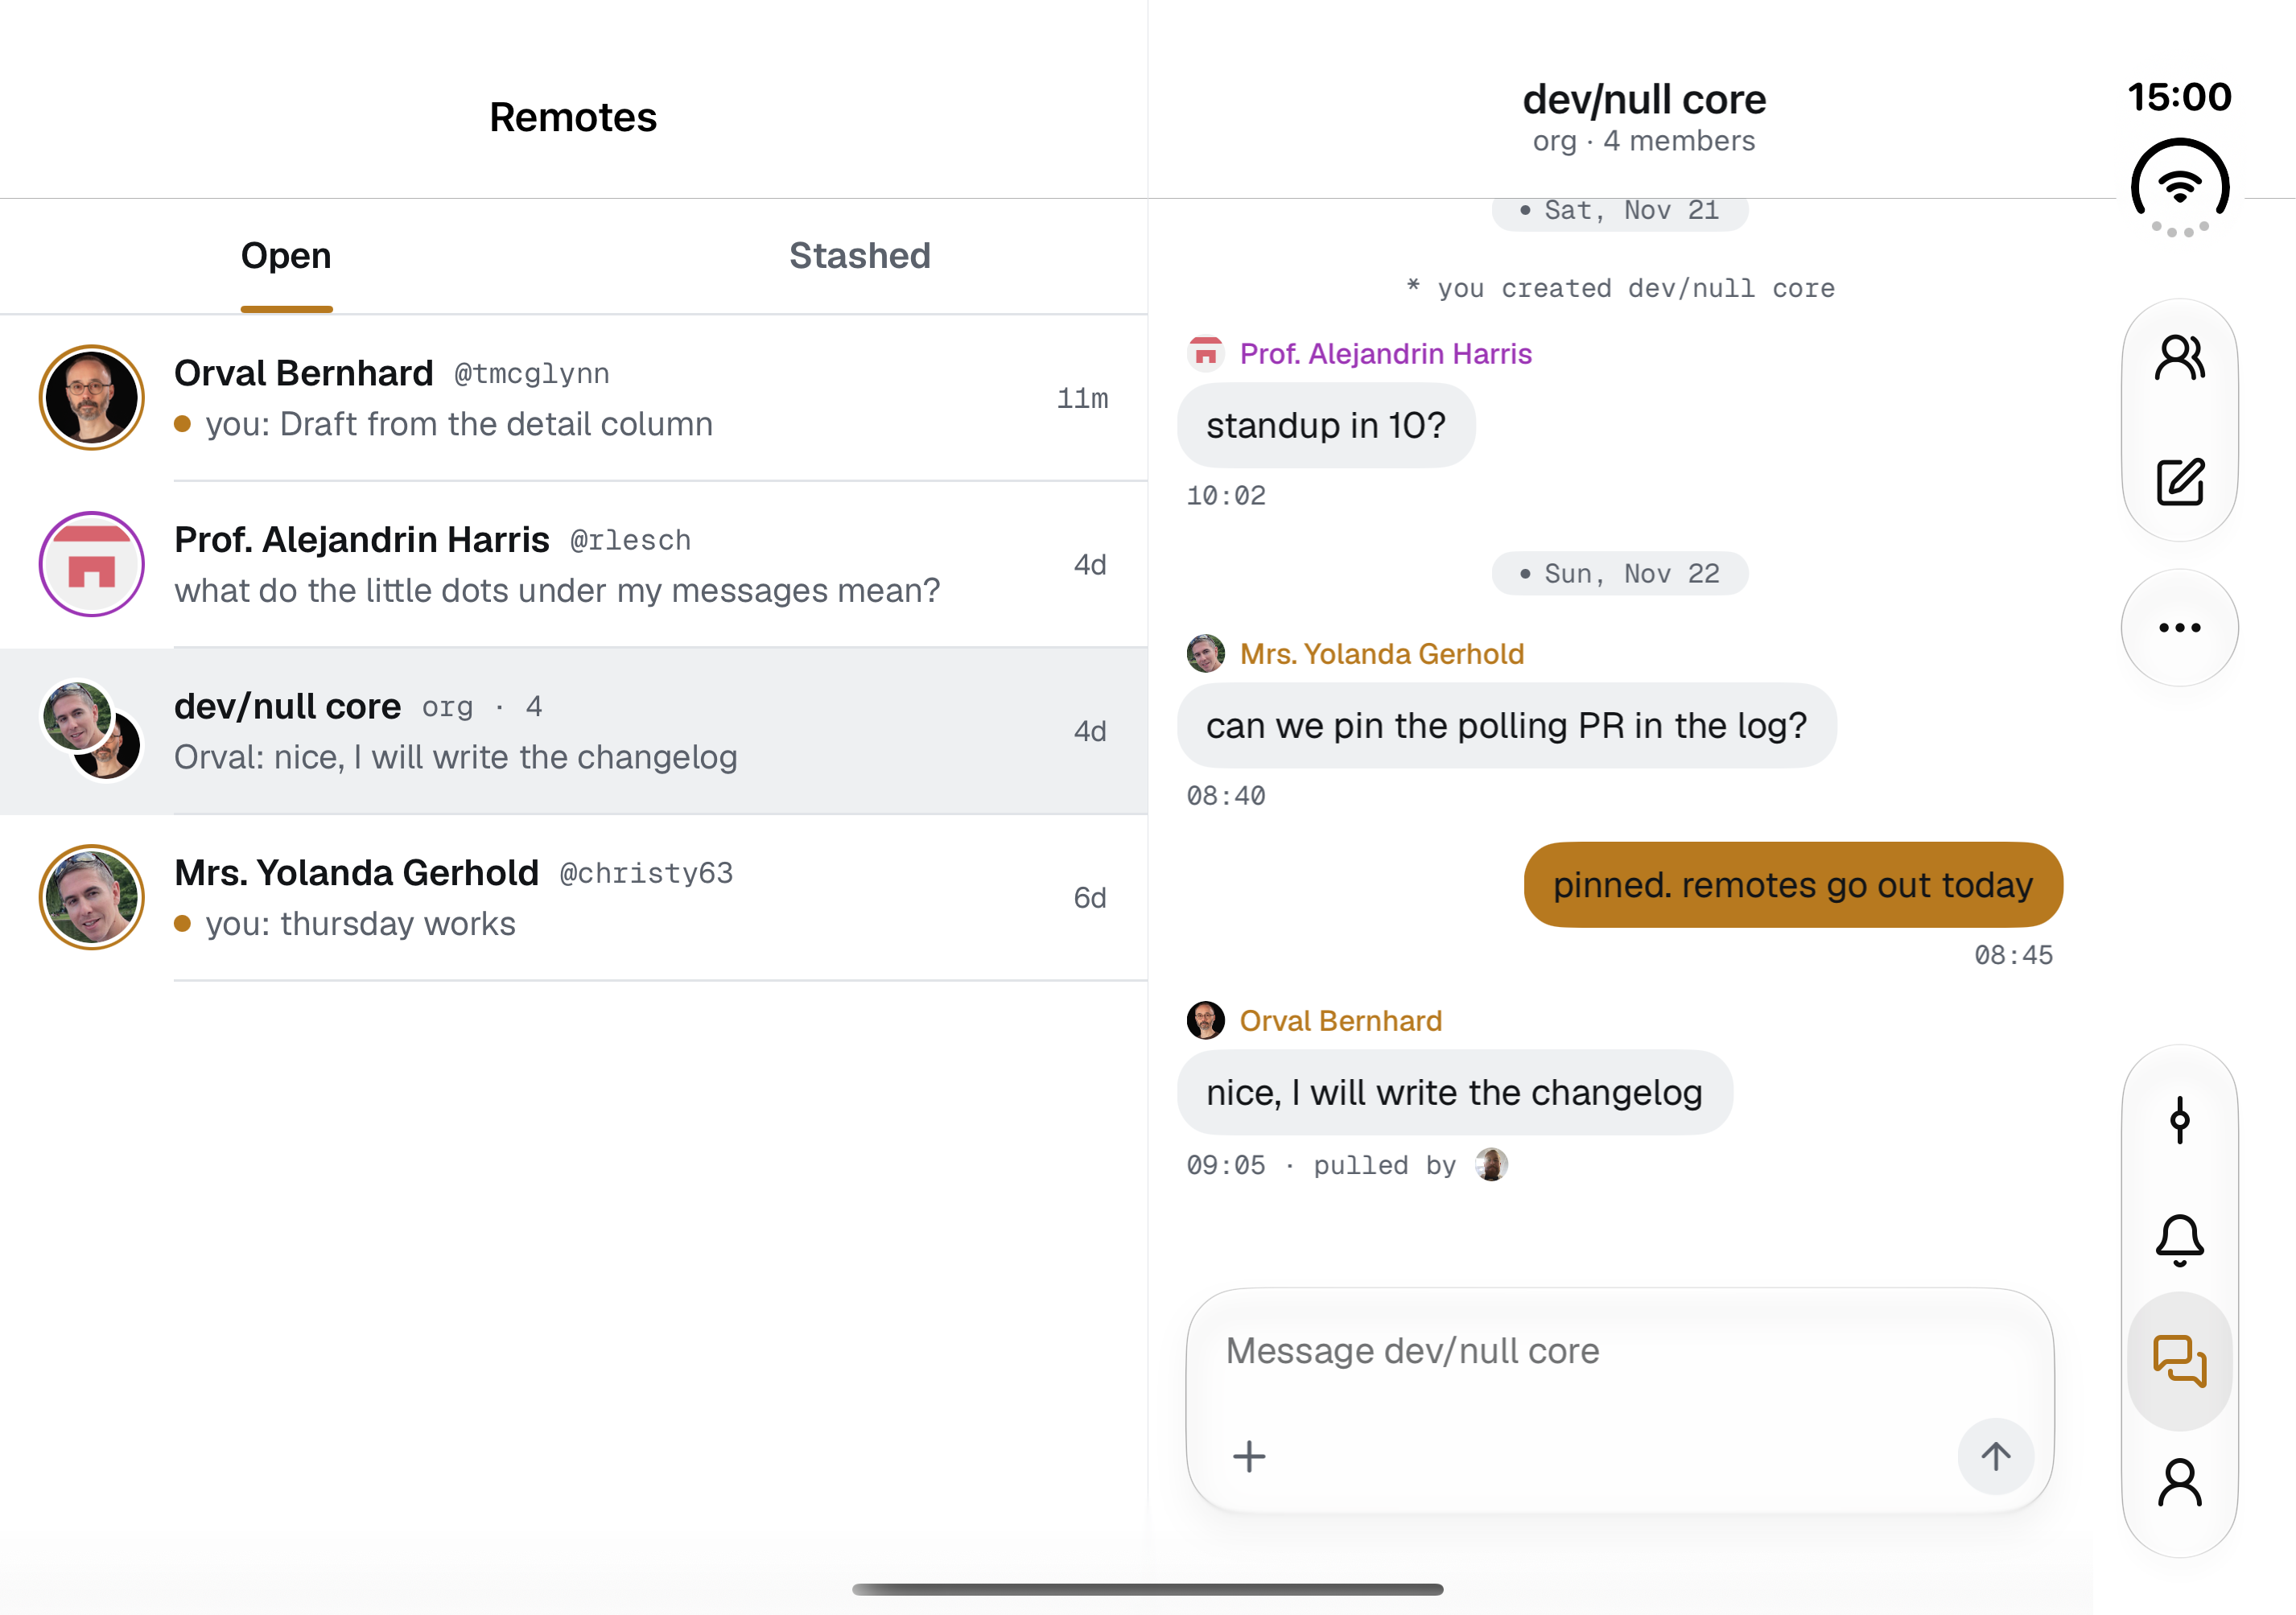 Remotes
Open
Stashed
Orval Bernhard @tmcglynn
you: Draft from the detail column
11m
Prof. Alejandrin Harris @rlesch
what do the little dots under my messages mean?
4d
dev/null core org · 4
Orval: nice, I will write the changelog
4d
Mrs. Yolanda Gerhold @christy63
you: thursday works
6d
dev/null core
org · 4 members
• Sat, Nov 21
* you created dev/null core
Prof. Alejandrin Harris
standup in 10?
10:02
• Sun, Nov 22
Mrs. Yolanda Gerhold
can we pin the polling PR in the log?
08:40
pinned. remotes go out today
08:45
Orval Bernhard
nice, I will write the changelog
09:05 · pulled by
Message dev/null core
15:00